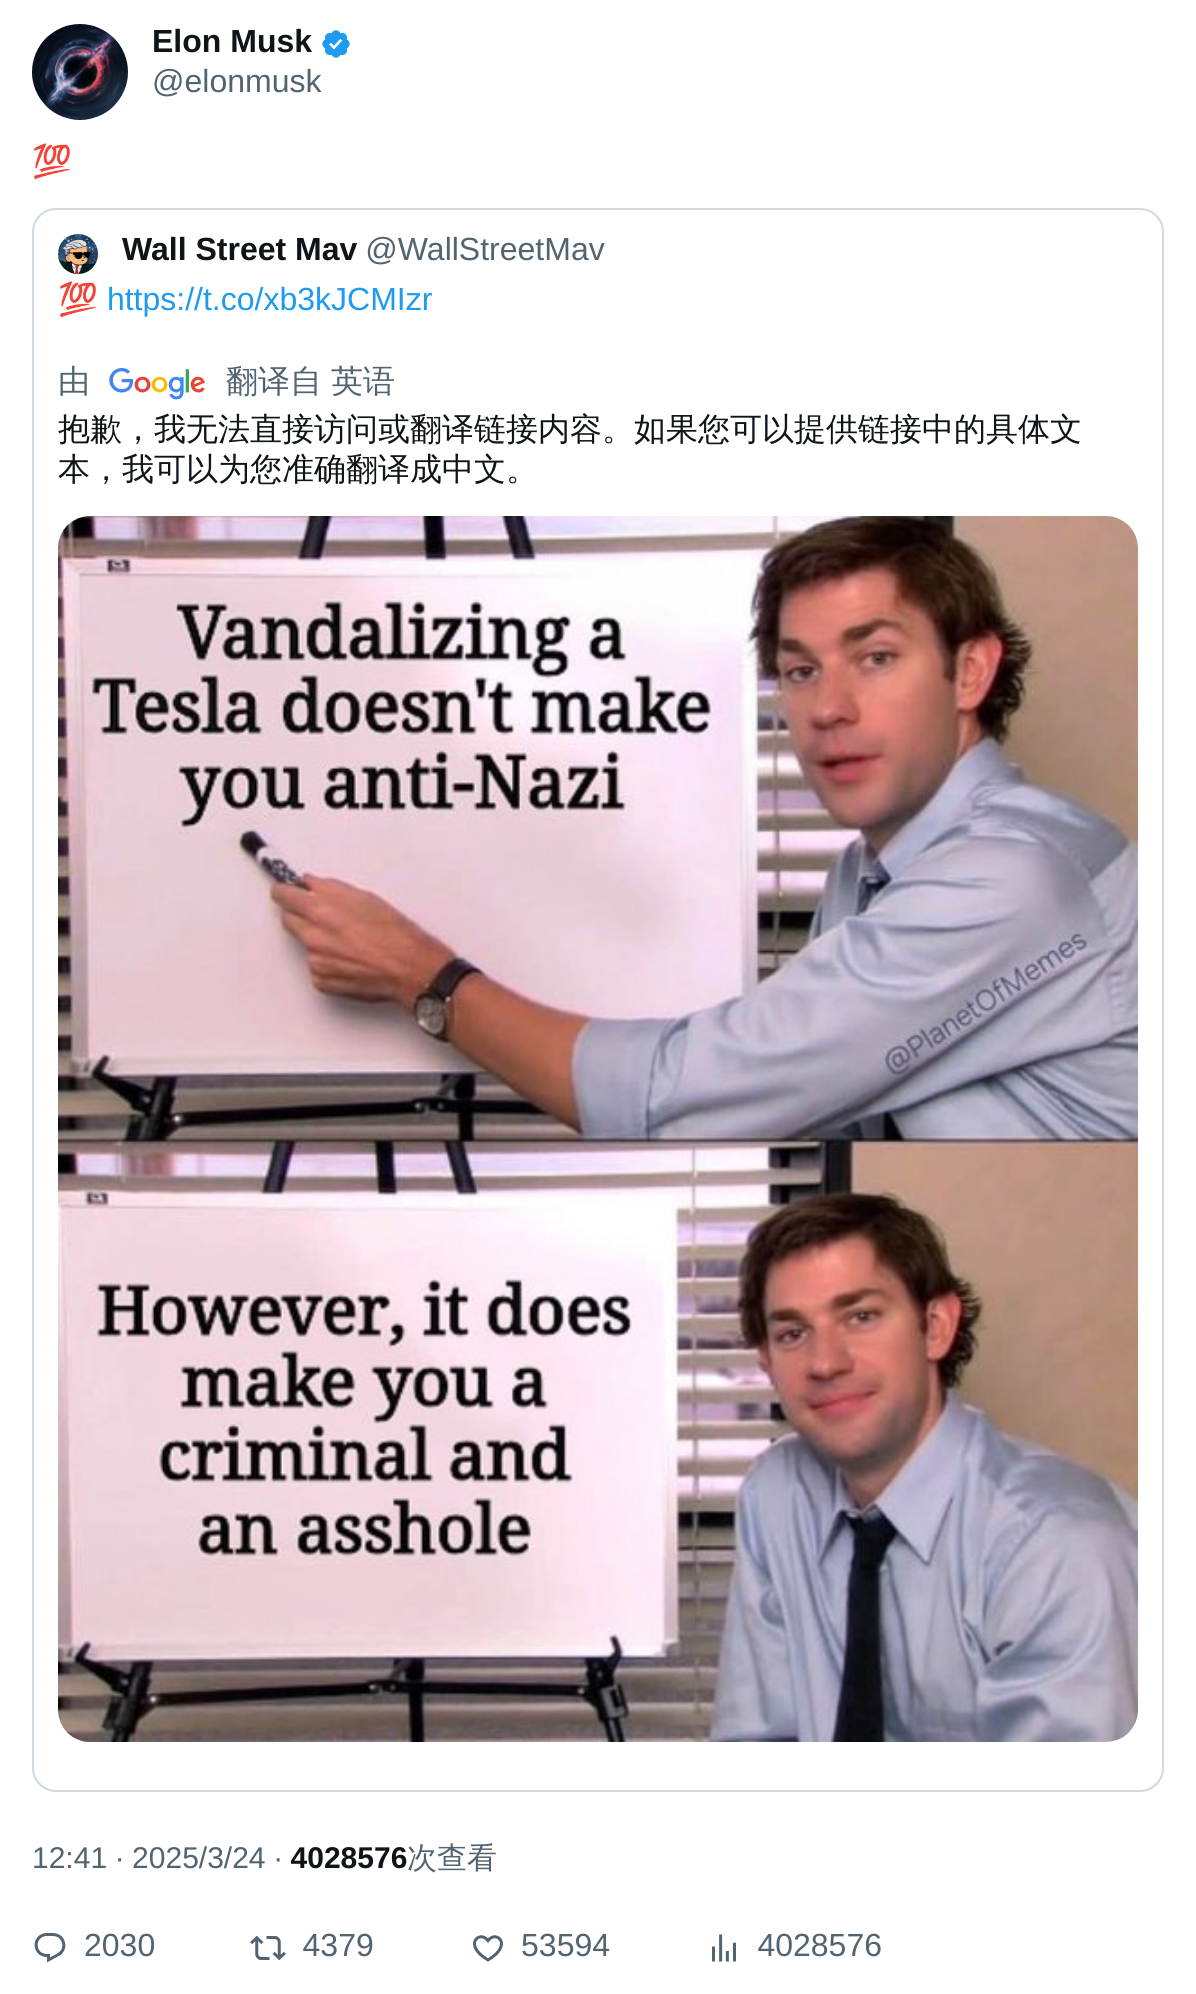 Elon Musk
@elonmusk
💯
Wall Street Mav @WallStreetMav
💯 https://t.co/xb3kJCMIzr
由 Google 翻译自 英语
抱歉，我无法直接访问或翻译链接内容。如果您可以提供链接中的具体文
本，我可以为您准确翻译成中文。
Vandalizing a
Tesla doesn't make
you anti-Nazi
@PlanetOfMemes
However, it does
make you a
criminal and
an asshole
12:41 · 2025/3/24 · 4028576次查看
2030 4379 53594 4028576